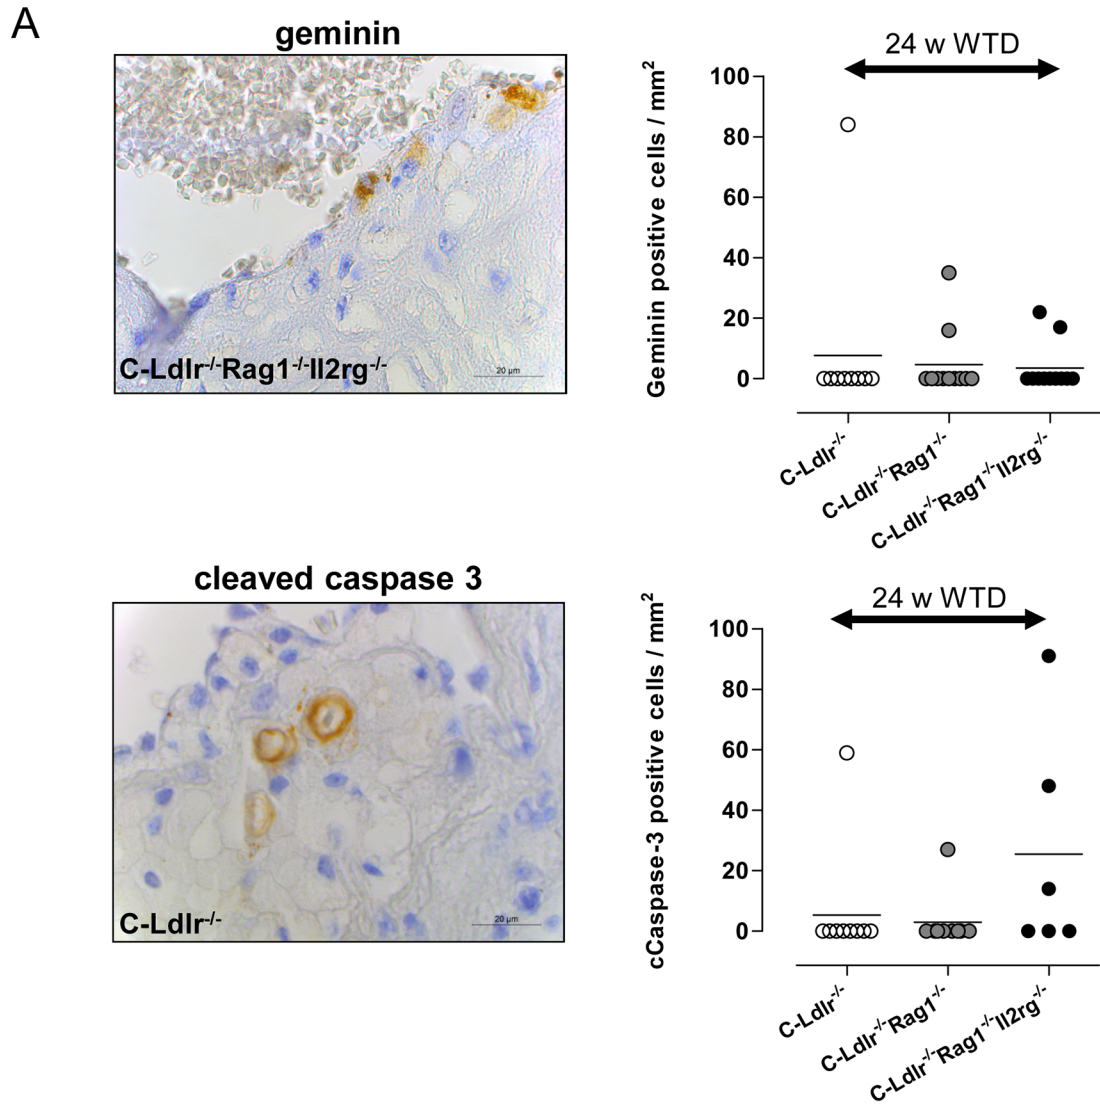 A
geminin
C-Ldlr-/-Rag1-/-Il2rg-/-
20 µm
24 w WTD
Geminin positive cells / mm2
100
80
60
40
20
0
C-Ldlr-/-
C-Ldlr-/-Rag1-/-
C-Ldlr-/-Rag1-/-Il2rg-/-
cleaved caspase 3
C-Ldlr-/-
20 µm
24 w WTD
cCaspase-3 positive cells / mm2
100
80
60
40
20
0
C-Ldlr-/-
C-Ldlr-/-Rag1-/-
C-Ldlr-/-Rag1-/-Il2rg-/-